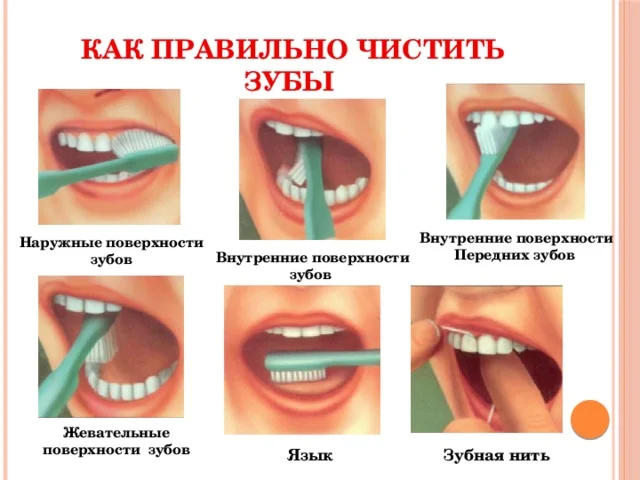 КАК ПРАВИЛЬНО ЧИСТИТЬ
ЗУБЫ
Наружные поверхности
зубов
Внутренние поверхности
зубов
Внутренние поверхности
Передних зубов
Жевательные
поверхности зубов
Язык
Зубная нить